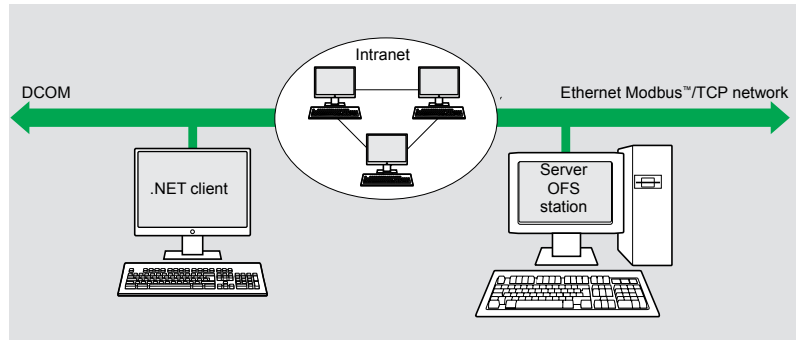 Intranet
DCOM
Ethernet Modbus™/TCP network
.NET client
Server
OFS
station